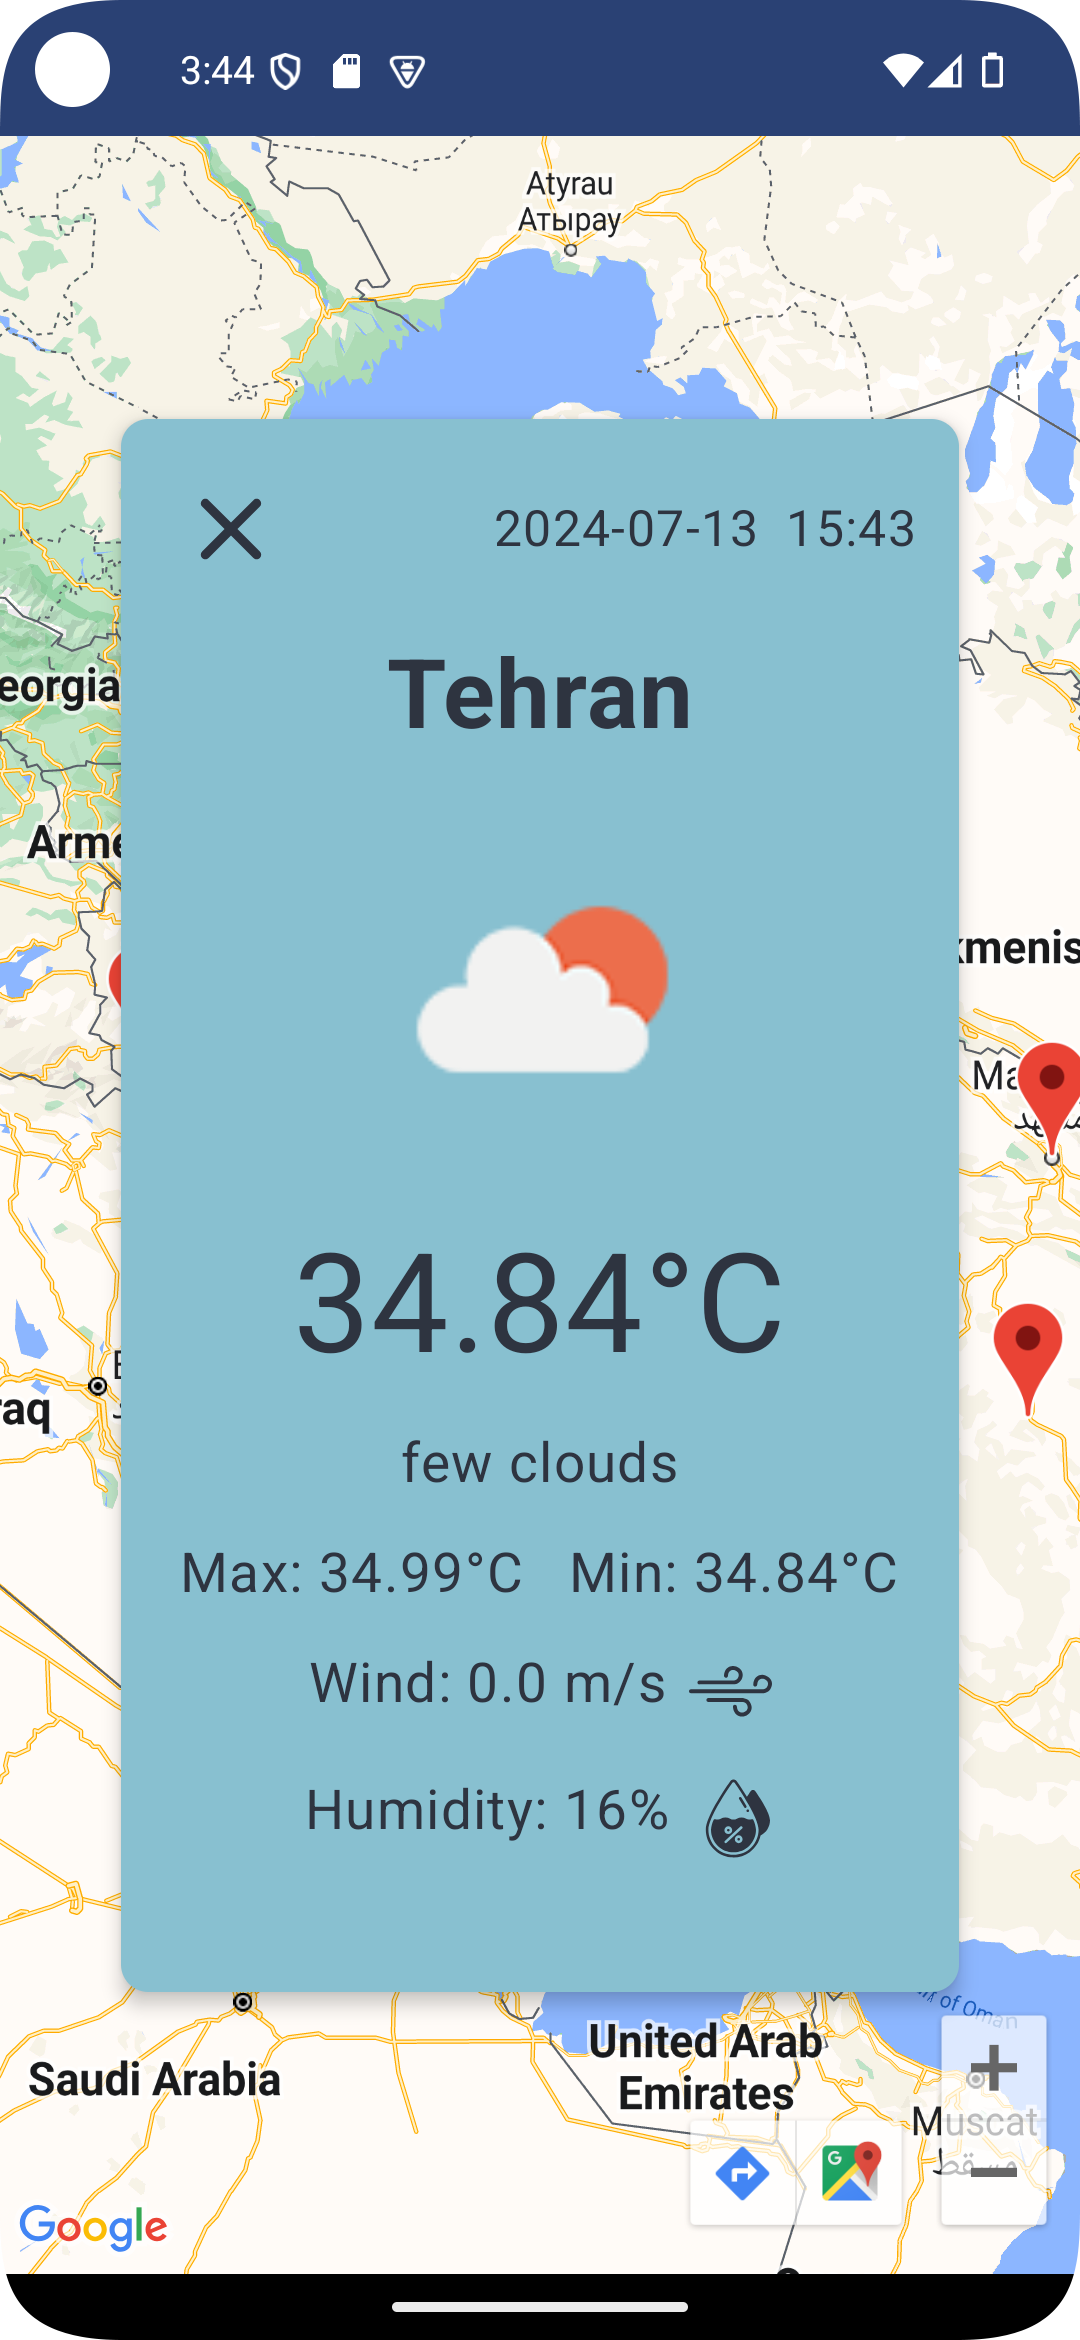 3:44
Atyrau
Атырау
2024-07-13 15:43
Tehran
34.84°C
few clouds
Max: 34.99°C Min: 34.84°C
Wind: 0.0 m/s
Humidity: 16%
eorgia
Arme
kmenis
Ma
raq
of Oman
United Arab
Emirates
Saudi Arabia
Muscat
مسقط
G
Google